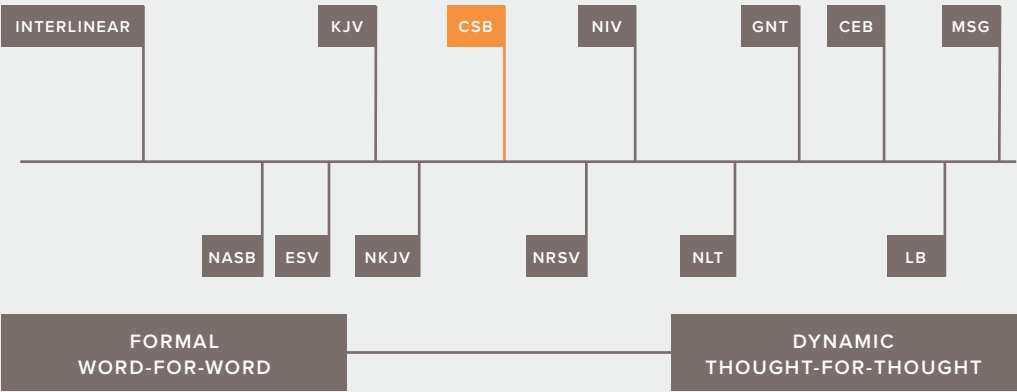 INTERLINEAR
KJV
CSB
NIV
GNT
CEB
MSG
NASB
ESV
NKJV
NRSV
NLT
LB
FORMAL
WORD-FOR-WORD
DYNAMIC
THOUGHT-FOR-THOUGHT